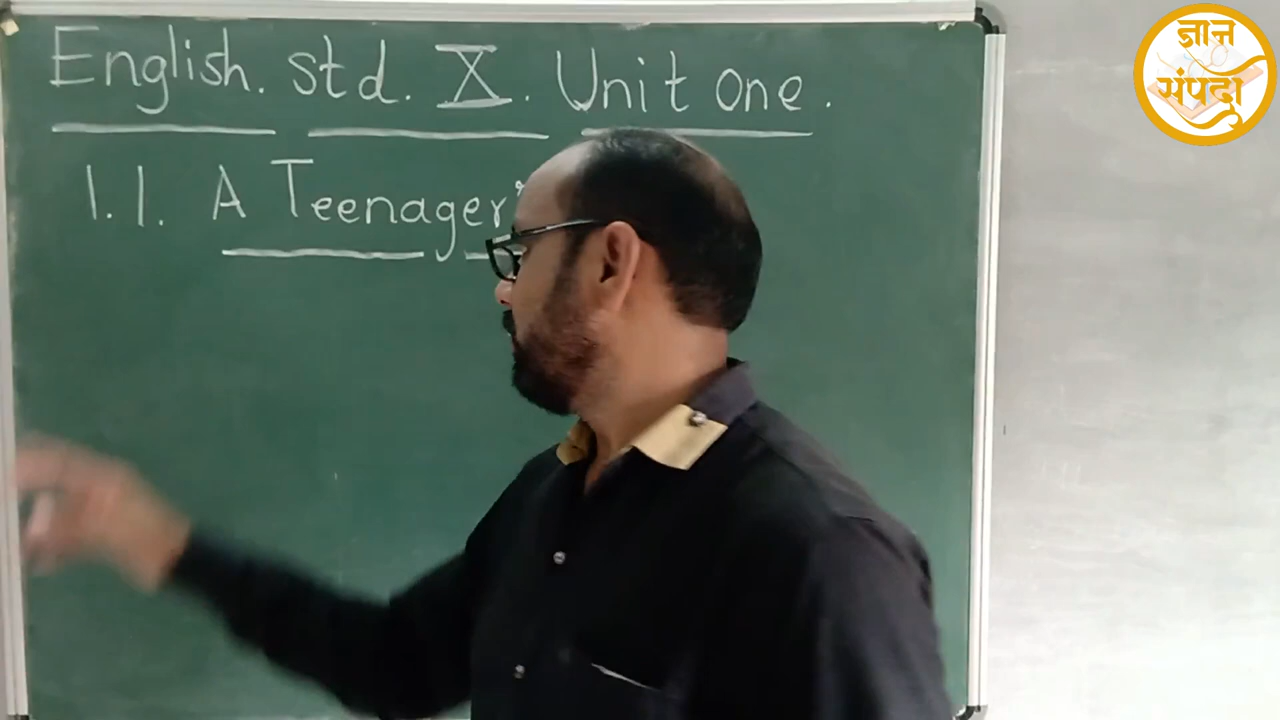 English. Std. X. Unit One.
1.1. A Teenager's
ज्ञान
संपदा